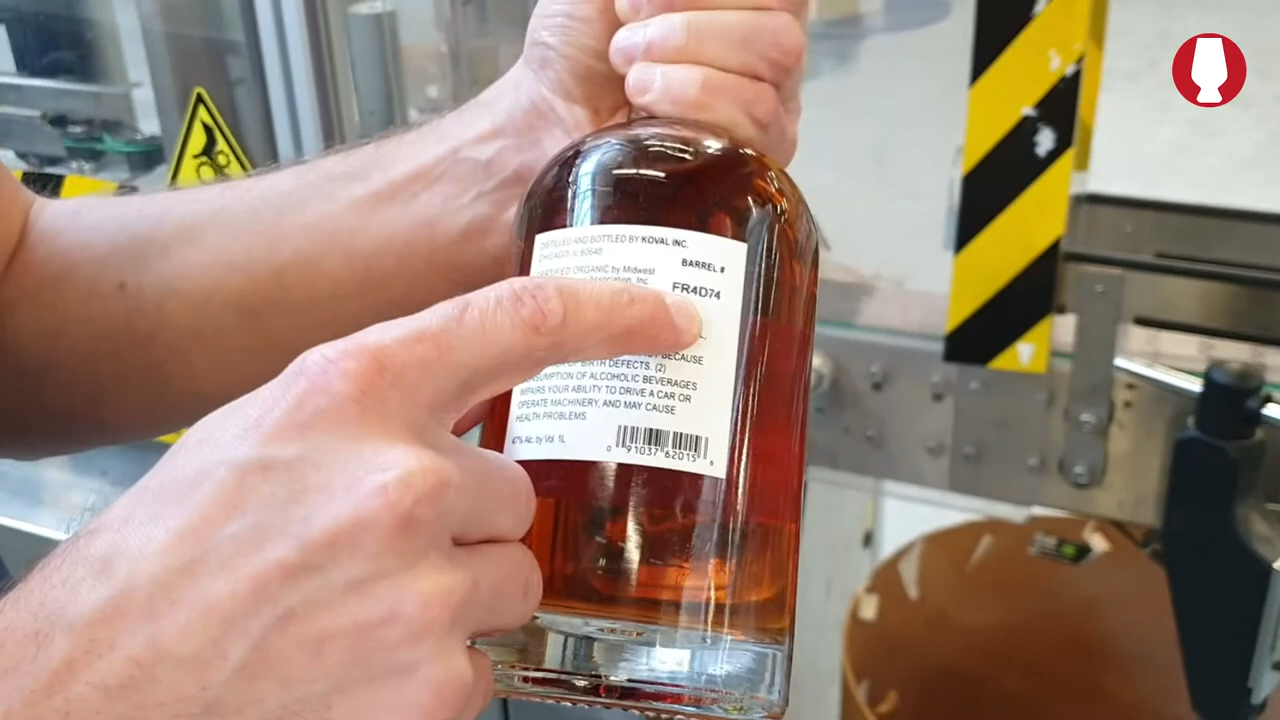 DISTILLED AND BOTTLED BY KOVAL INC.
CHICAGO, IL 60640
BARREL #
CERTIFIED ORGANIC by Midwest
Association, Inc.
FR4D74
BECAUSE
OF BIRTH DEFECTS. (2)
CONSUMPTION OF ALCOHOLIC BEVERAGES
IMPAIRS YOUR ABILITY TO DRIVE A CAR OR
OPERATE MACHINERY, AND MAY CAUSE
HEALTH PROBLEMS
47% Alc. by Vol. 1L
0 91037 62015 6